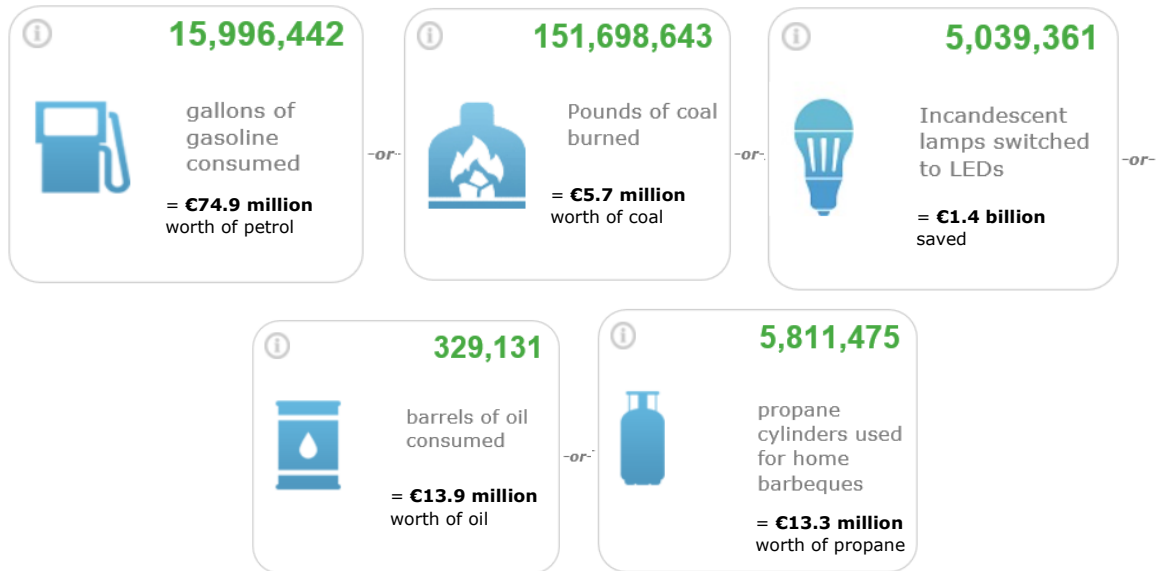 15,996,442
gallons of
gasoline
consumed
= €74.9 million
worth of petrol
-or-
151,698,643
Pounds of coal
burned
= €5.7 million
worth of coal
-or-
5,039,361
Incandescent
lamps switched
to LEDs
= €1.4 billion
saved
-or-
329,131
barrels of oil
consumed
= €13.9 million
worth of oil
-or-
5,811,475
propane
cylinders used
for home
barbeques
= €13.3 million
worth of propane